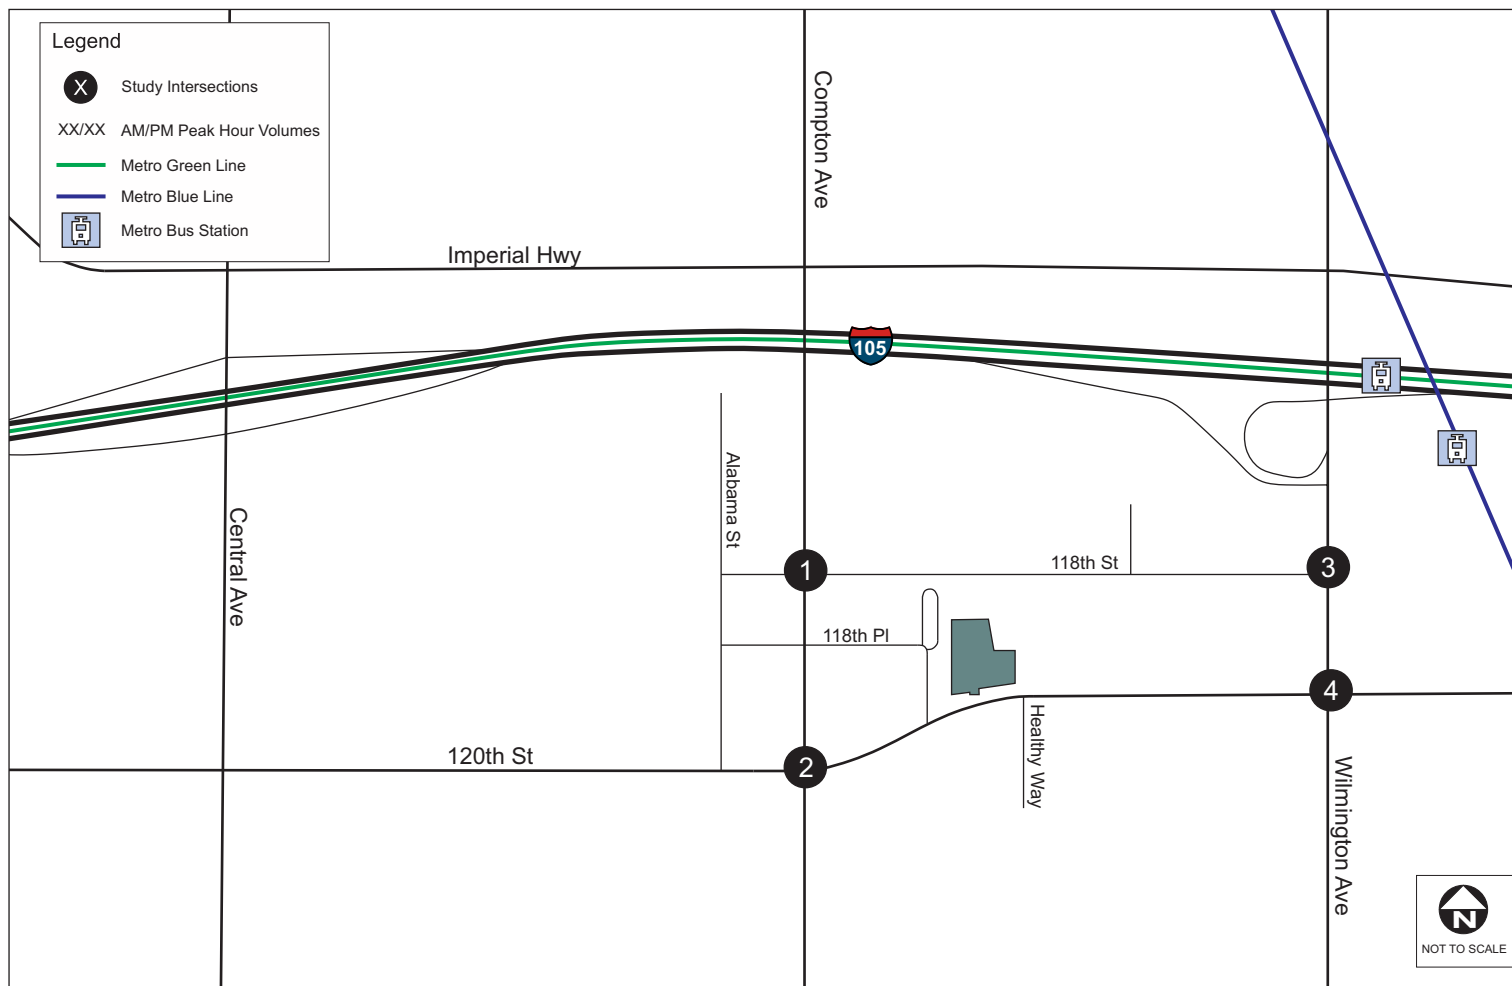 Legend
X Study Intersections
XX/XX AM/PM Peak Hour Volumes
Metro Green Line
Metro Blue Line
Metro Bus Station
Compton Ave
Imperial Hwy
105
Alabama St
Central Ave
1
118th St
3
118th Pl
4
Healthy Way
120th St
2
Wilmington Ave
N
NOT TO SCALE